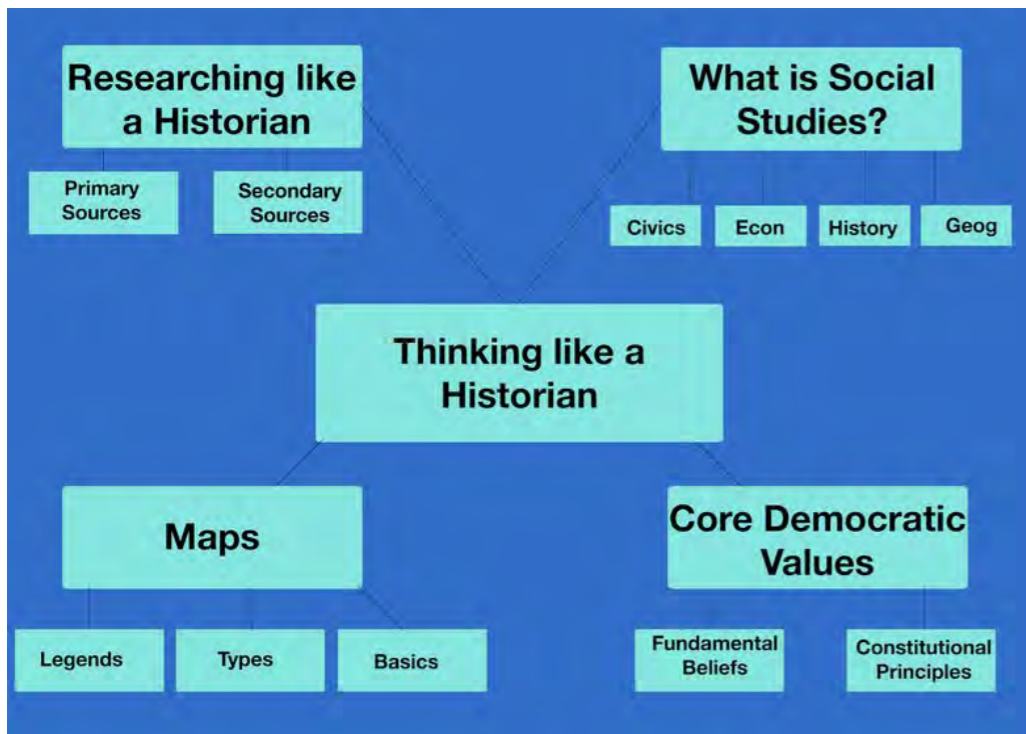 Researching like
a Historian
Primary
Sources
Secondary
Sources
What is Social
Studies?
Civics
Econ
History
Geog
Thinking like a
Historian
Maps
Legends
Types
Basics
Core Democratic
Values
Fundamental
Beliefs
Constitutional
Principles